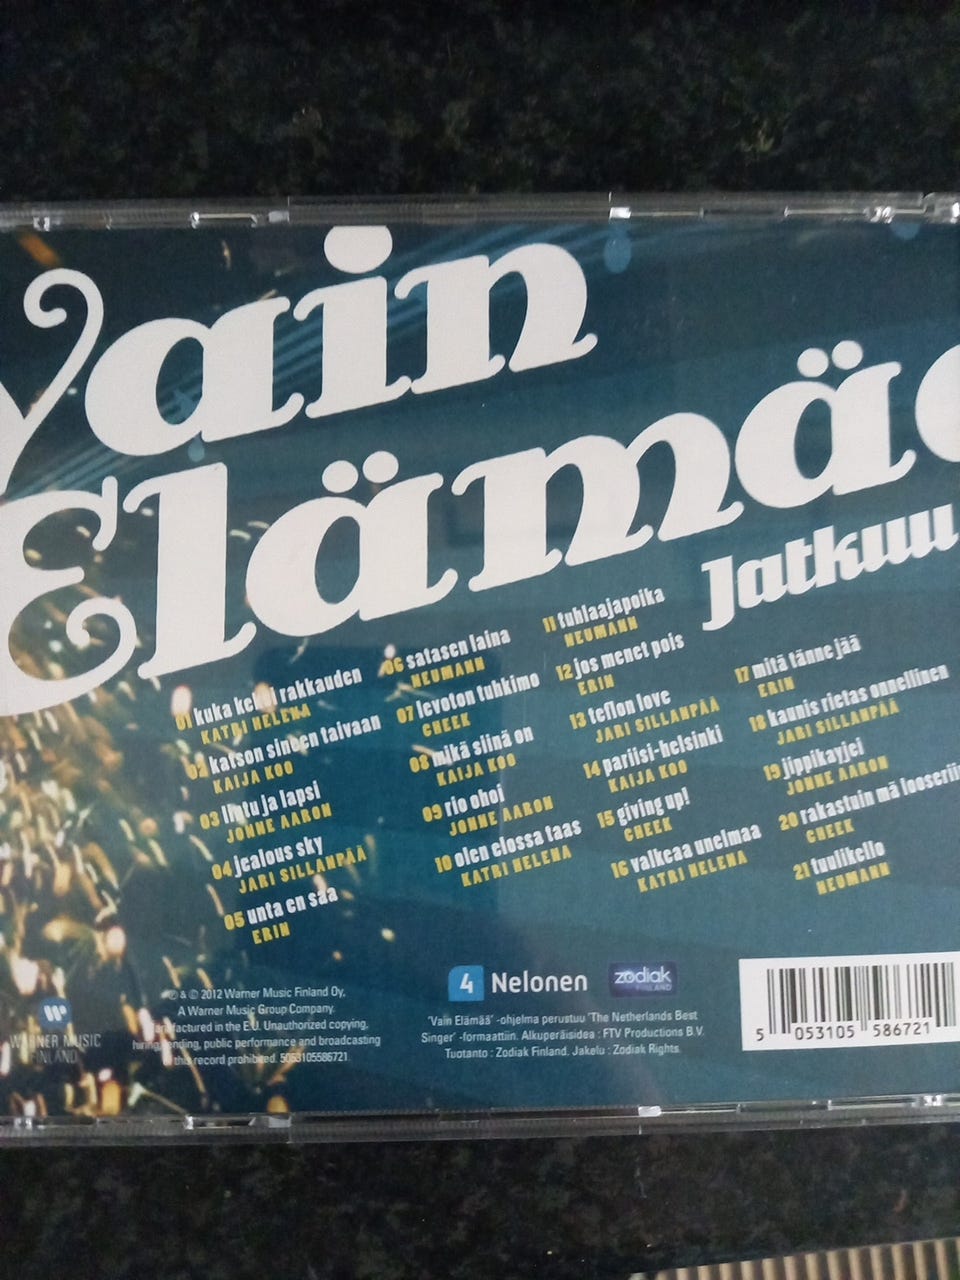 Vain
Elämää
Jatkuu
01 kuka keksi rakkauden
KATRI HELENA
02 katson sineen taivaan
KAIJA KOO
03 lintu ja lapsi
JONNE AARON
04 jealous sky
JARI SILLANPÄÄ
05 unta en saa
ERIN
06 satasen laina
NEUMANN
07 levoton tuhkimo
CHEEK
08 mikä siinä on
KAIJA KOO
09 rio ohoi
JONNE AARON
10 olen elossa taas
KATRI HELENA
11 tuhlaajapoika
NEUMANN
12 jos menet pois
ERIN
13 teflon love
JARI SILLANPÄÄ
14 pariisi-helsinki
KAIJA KOO
15 giving up!
CHEEK
16 valkeaa unelmaa
KATRI HELENA
17 mitä tänne jää
ERIN
18 kaunis rietas onnellinen
JARI SILLANPÄÄ
19 jippikayjei
JONNE AARON
20 rakastuin mä looseriin
CHEEK
21 tuulikello
NEUMANN
WARNER MUSIC
FINLAND
℗ & © 2012 Warner Music Finland Oy,
A Warner Music Group Company.
Manufactured in the E.U. Unauthorized copying,
hiring, lending, public performance and broadcasting
of this record prohibited. 5053105586721.
4 Nelonen
zodiak
FINLAND
'Vain Elämää' -ohjelma perustuu 'The Netherlands Best
Singer' -formaattiin. Alkuperäisidea : FTV Productions B.V.
Tuotanto : Zodiak Finland. Jakelu : Zodiak Rights.
5 053105 586721